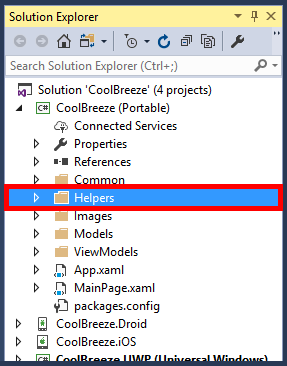 Solution Explorer
Search Solution Explorer (Ctrl+;)
Solution 'CoolBreeze' (4 projects)
C# CoolBreeze (Portable)
Connected Services
Properties
References
Common
Helpers
Images
Models
ViewModels
App.xaml
MainPage.xaml
packages.config
CoolBreeze.Droid
CoolBreeze.iOS
C# CoolBreeze.UWP (Universal Windows)